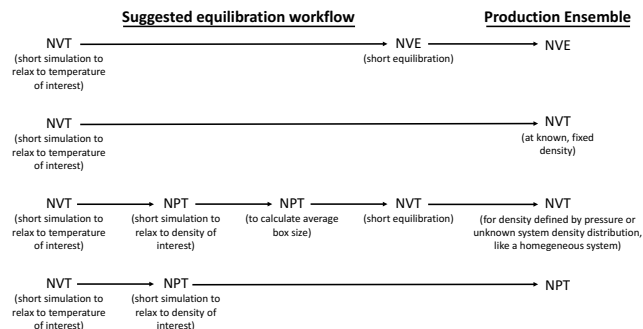 Suggested equilibration workflow
Production Ensemble
NVT
NVE
NVE
(short simulation to
relax to temperature
of interest)
(short equilibration)
NVT
NVT
(short simulation to
relax to temperature
of interest)
(at known, fixed
density)
NVT
NPT
NPT
NVT
NVT
(short simulation to
relax to temperature
of interest)
(short simulation to
relax to density of
interest)
(to calculate average
box size)
(short equilibration)
(for density defined by pressure or
unknown system density distribution,
like a homogeneous system)
NVT
NPT
NPT
(short simulation to
relax to temperature
of interest)
(short simulation to
relax to density of
interest)